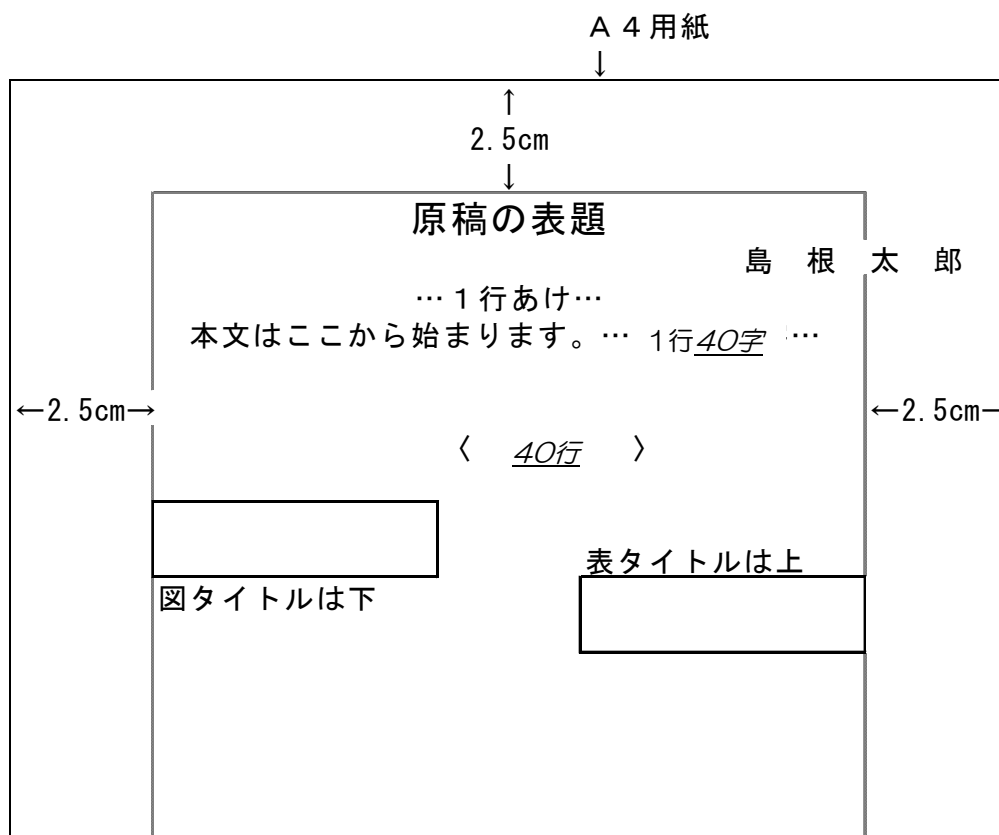 Ａ４用紙
↓
↑
2.5cm
↓
原稿の表題
島　根　太　郎
…１行あけ…
本文はここから始まります。… 1行40字 …
←2.5cm→
←2.5cm→
〈　40行　〉
表タイトルは上
図タイトルは下